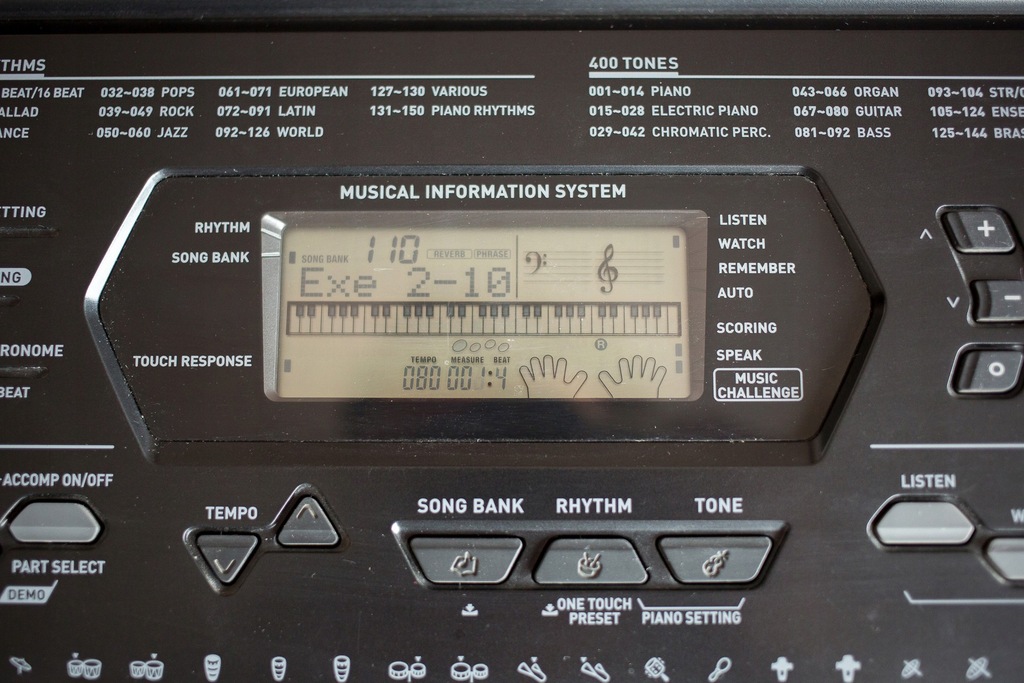 THMS
BEAT/16 BEAT 032~038 POPS 061~071 EUROPEAN 127~130 VARIOUS
ALLAD 039~049 ROCK 072~091 LATIN 131~150 PIANO RHYTHMS
ANCE 050~060 JAZZ 092~126 WORLD
400 TONES
001~014 PIANO 043~066 ORGAN 093~104 STR/O
015~028 ELECTRIC PIANO 067~080 GUITAR 105~124 ENSE
029~042 CHROMATIC PERC. 081~092 BASS 125~144 BRAS
MUSICAL INFORMATION SYSTEM
TTING
NG
RONOME
BEAT
RHYTHM
SONG BANK
TOUCH RESPONSE
SONG BANK 110 REVERB PHRASE
Exe 2-10
R
TEMPO MEASURE BEAT
080 001:4
LISTEN
WATCH
REMEMBER
AUTO
SCORING
SPEAK
MUSIC
CHALLENGE
+
−
ACCOMP ON/OFF
PART SELECT
DEMO
TEMPO
SONG BANK RHYTHM TONE
ONE TOUCH
PRESET
PIANO SETTING
LISTEN
W